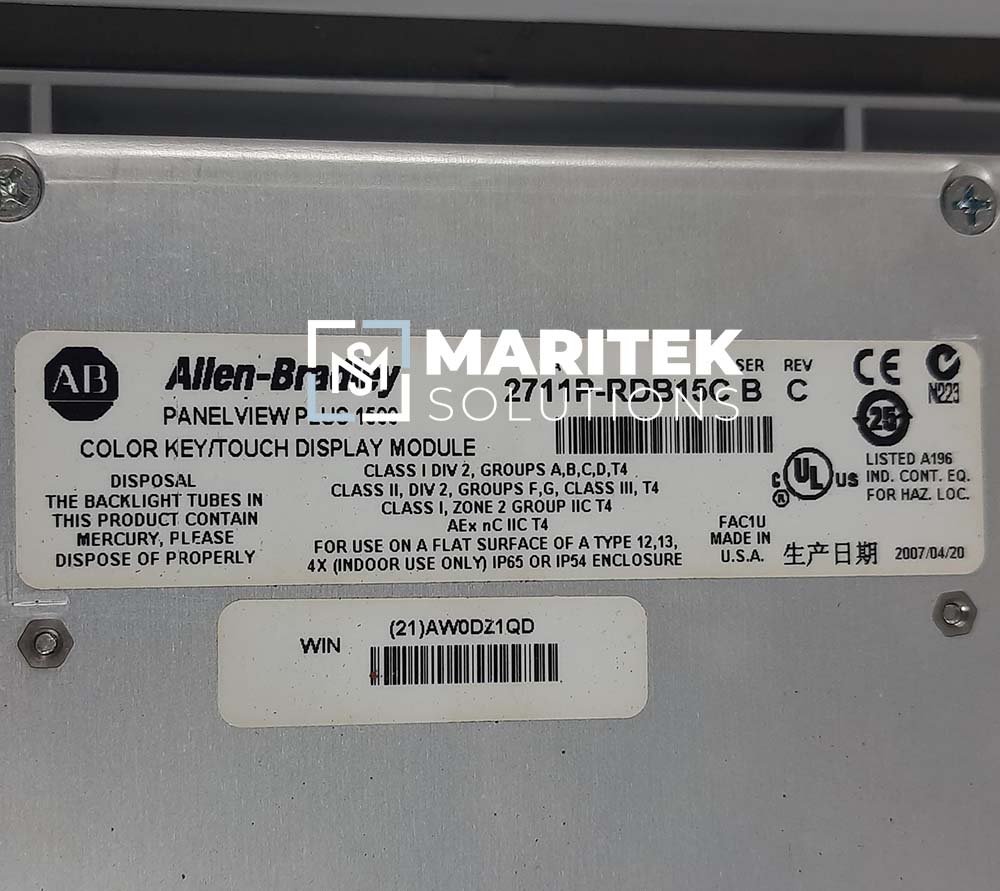 MARITEK
SOLUTIONS
AB
Allen-Bradley
SER
REV
2711P-RDB15C B C
PANELVIEW PLUS 1500
COLOR KEY/TOUCH DISPLAY MODULE
DISPOSAL
THE BACKLIGHT TUBES IN
THIS PRODUCT CONTAIN
MERCURY, PLEASE
DISPOSE OF PROPERLY
CLASS I DIV 2, GROUPS A,B,C,D,T4
CLASS II, DIV 2, GROUPS F,G, CLASS III, T4
CLASS I, ZONE 2 GROUP IIC T4
AEx nC IIC T4
FOR USE ON A FLAT SURFACE OF A TYPE 12,13,
4X (INDOOR USE ONLY) IP65 OR IP54 ENCLOSURE
FAC1U
MADE IN
U.S.A.
CE
N223
25
c UL us
LISTED A196
IND. CONT. EQ.
FOR HAZ. LOC.
生产日期 2007/04/20
WIN
(21)AW0DZ1QD